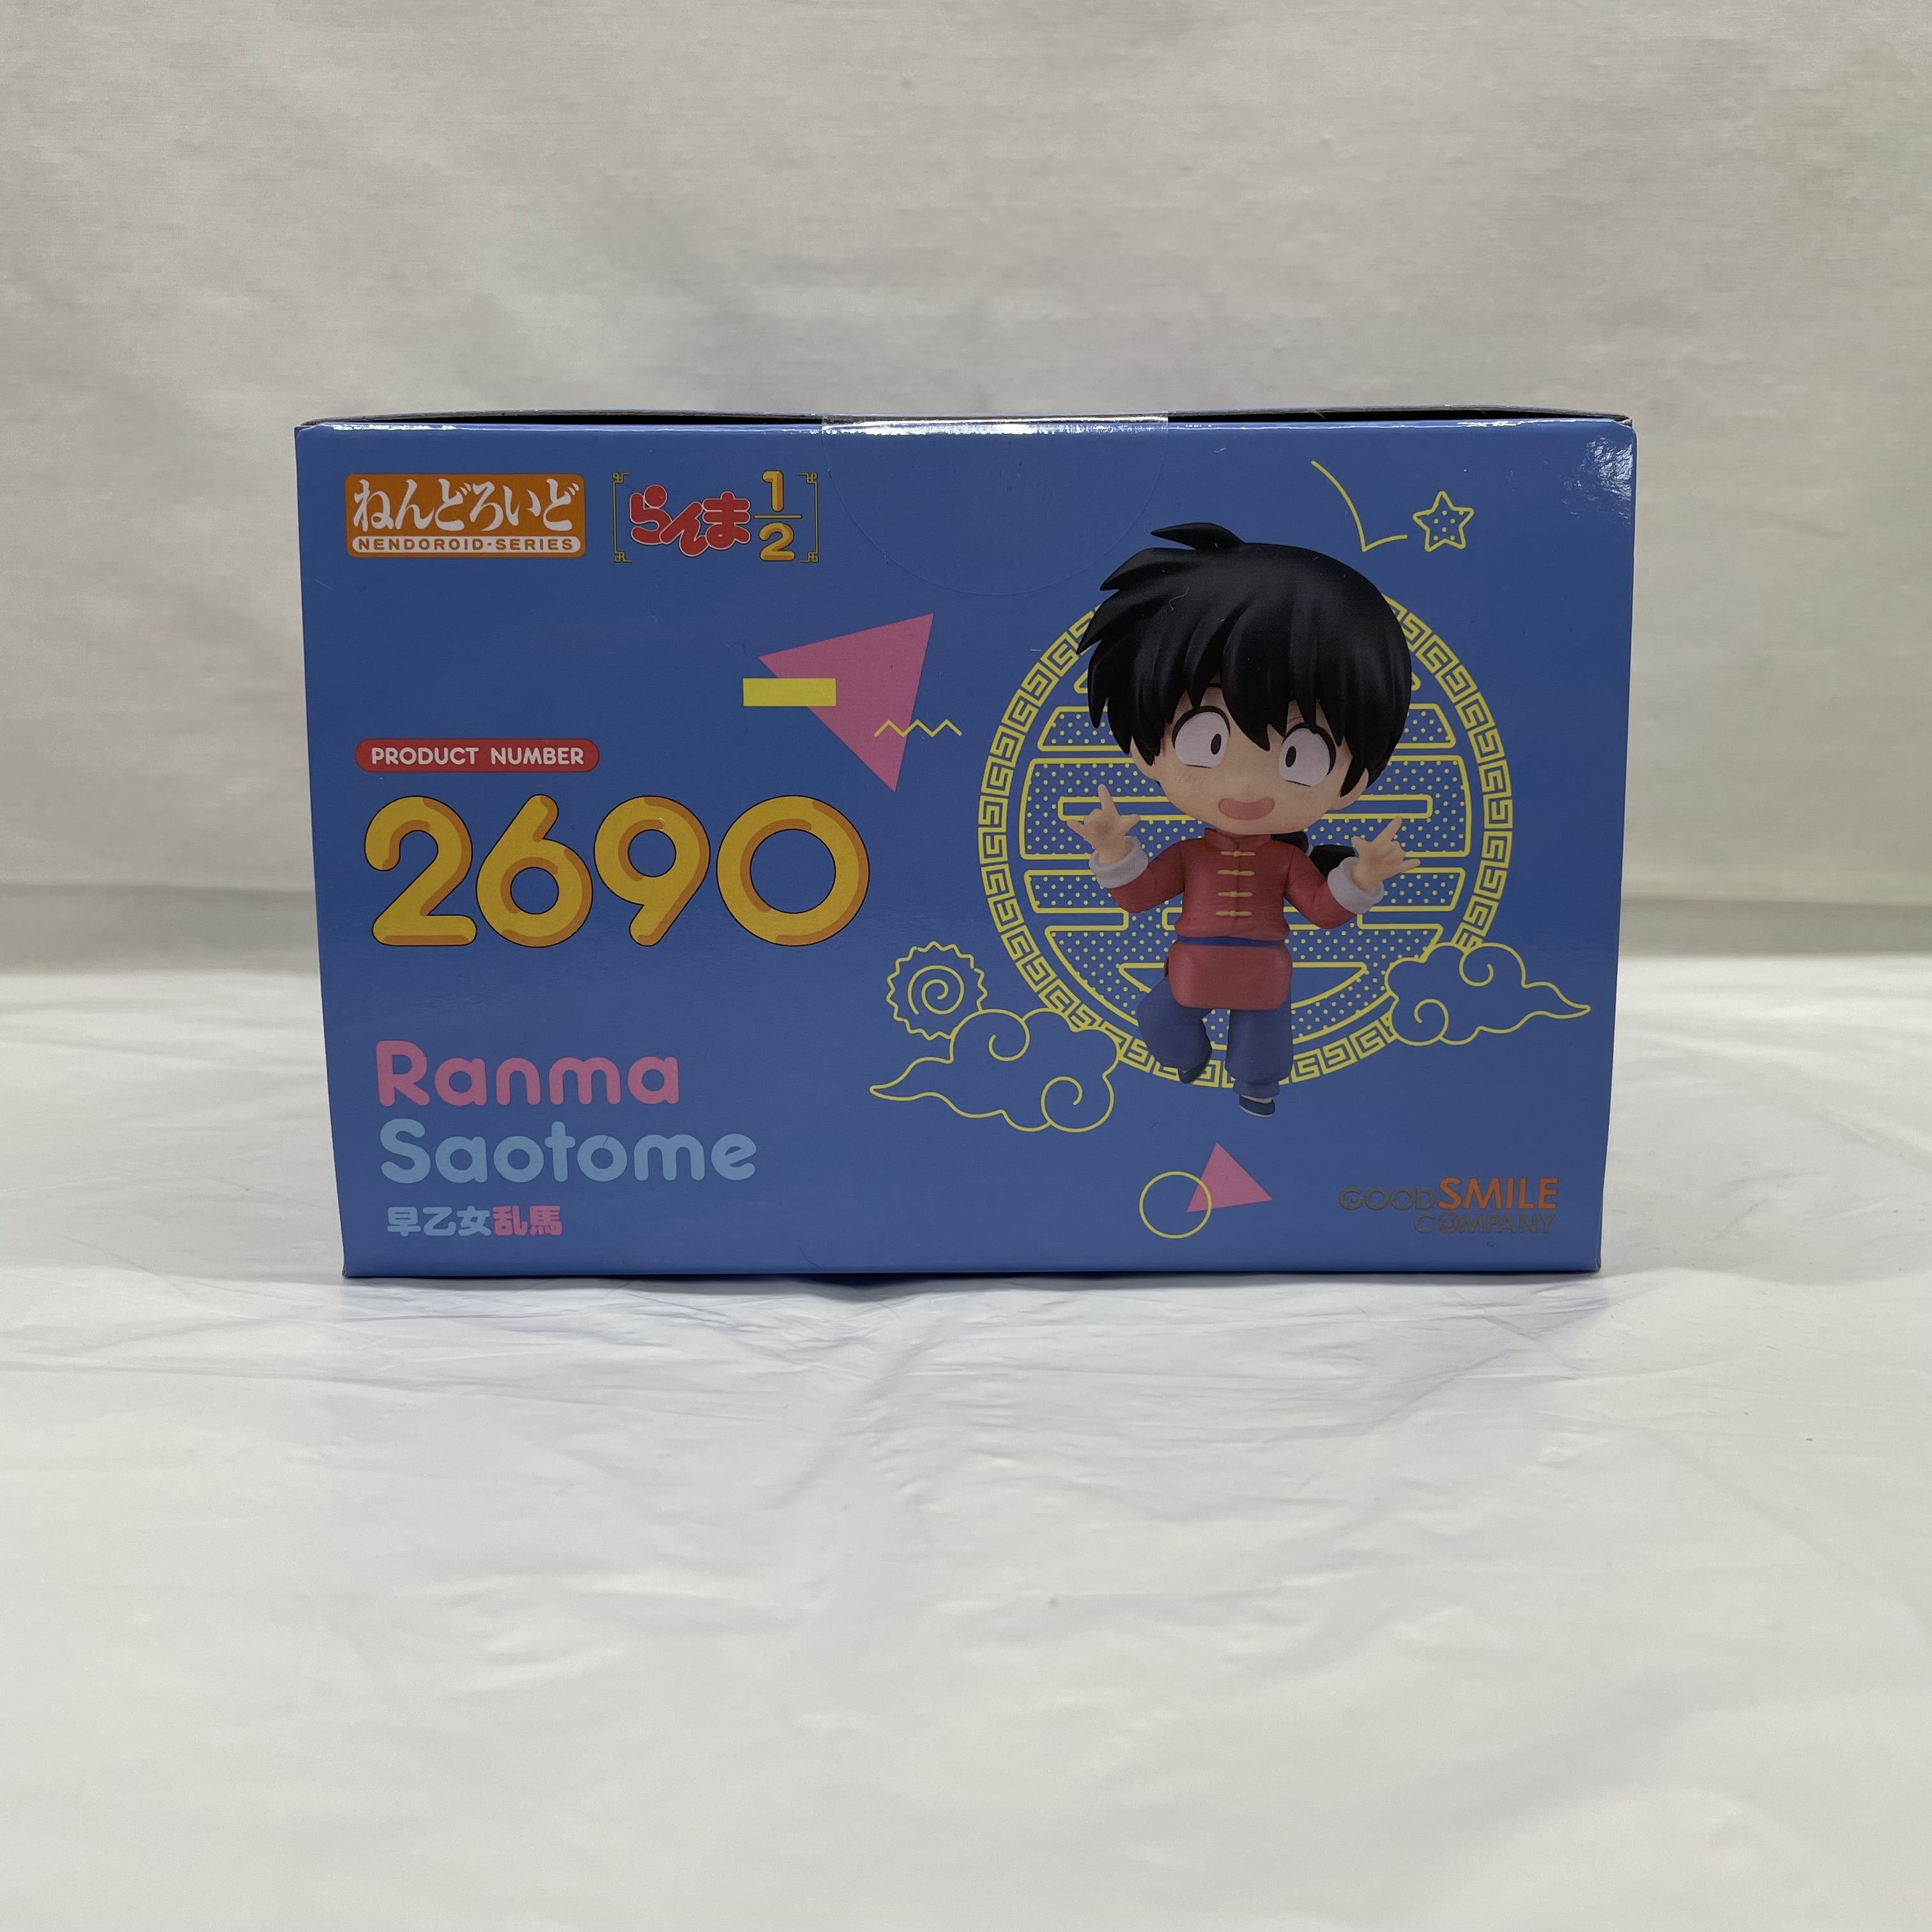 ねんどろいど
NENDOROID·SERIES
らんま1/2
PRODUCT NUMBER
2690
Ranma
Saotome
早乙女乱馬
GOOD SMILE
COMPANY